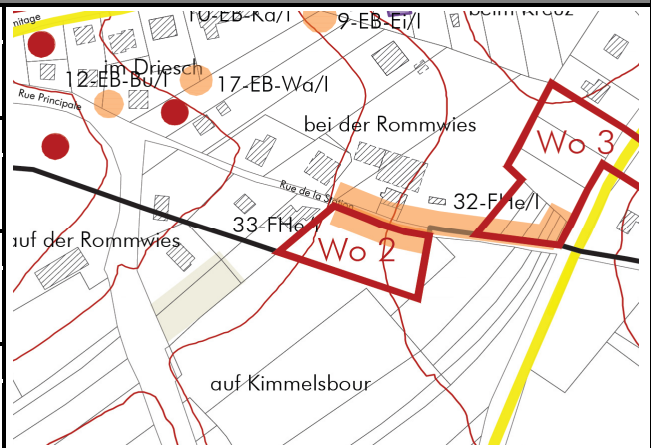 10-EB-Ka/I
9-EB-Ei/I
beim Kreuz
mitage
im Driesch
12-EB-Bu/I
17-EB-Wa/I
Rue Principale
bei der Rommwies
Wo 3
Rue de la Station
32-FHe/I
33-FHe/I
auf der Rommwies
Wo 2
auf Kimmelsbour